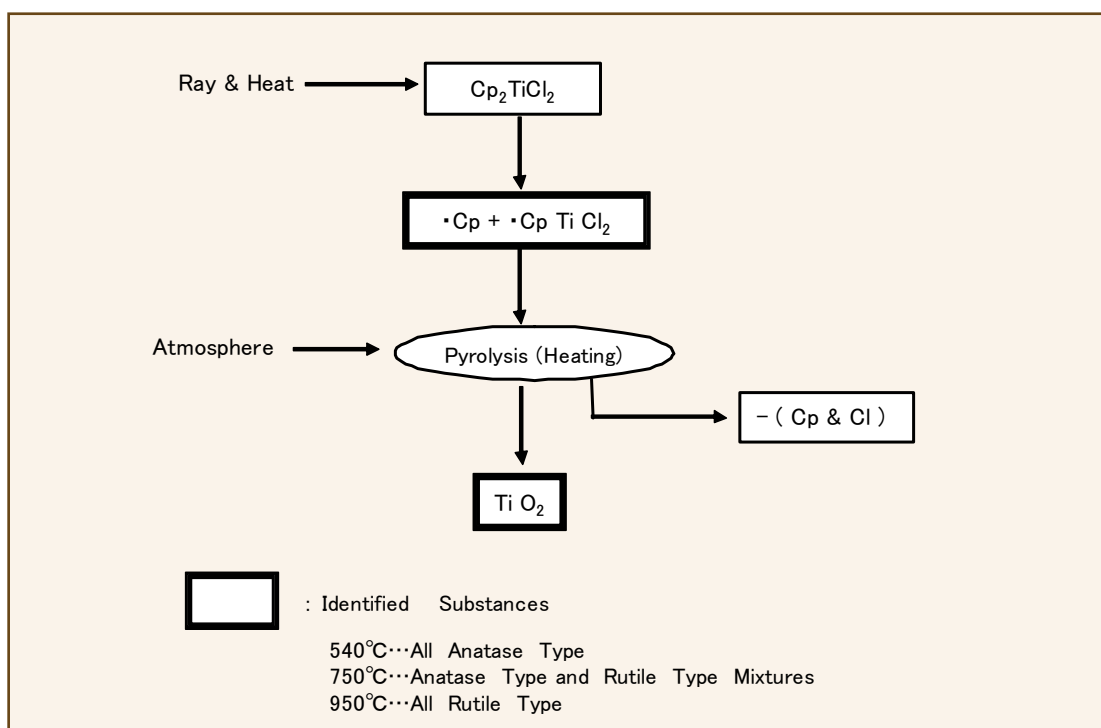 Ray & Heat
Cp₂TiCl₂
・Cp + ・Cp Ti Cl₂
Atmosphere
Pyrolysis (Heating)
－( Cp & Cl )
Ti O₂
: Identified Substances
540℃…All Anatase Type
750℃…Anatase Type and Rutile Type Mixtures
950℃…All Rutile Type